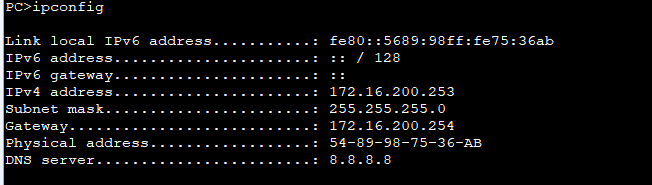 PC>ipconfig
Link local IPv6 address...........: fe80::5689:98ff:fe75:36ab
IPv6 address......................: :: / 128
IPv6 gateway......................: ::
IPv4 address......................: 172.16.200.253
Subnet mask.......................: 255.255.255.0
Gateway...........................: 172.16.200.254
Physical address..................: 54-89-98-75-36-AB
DNS server........................: 8.8.8.8